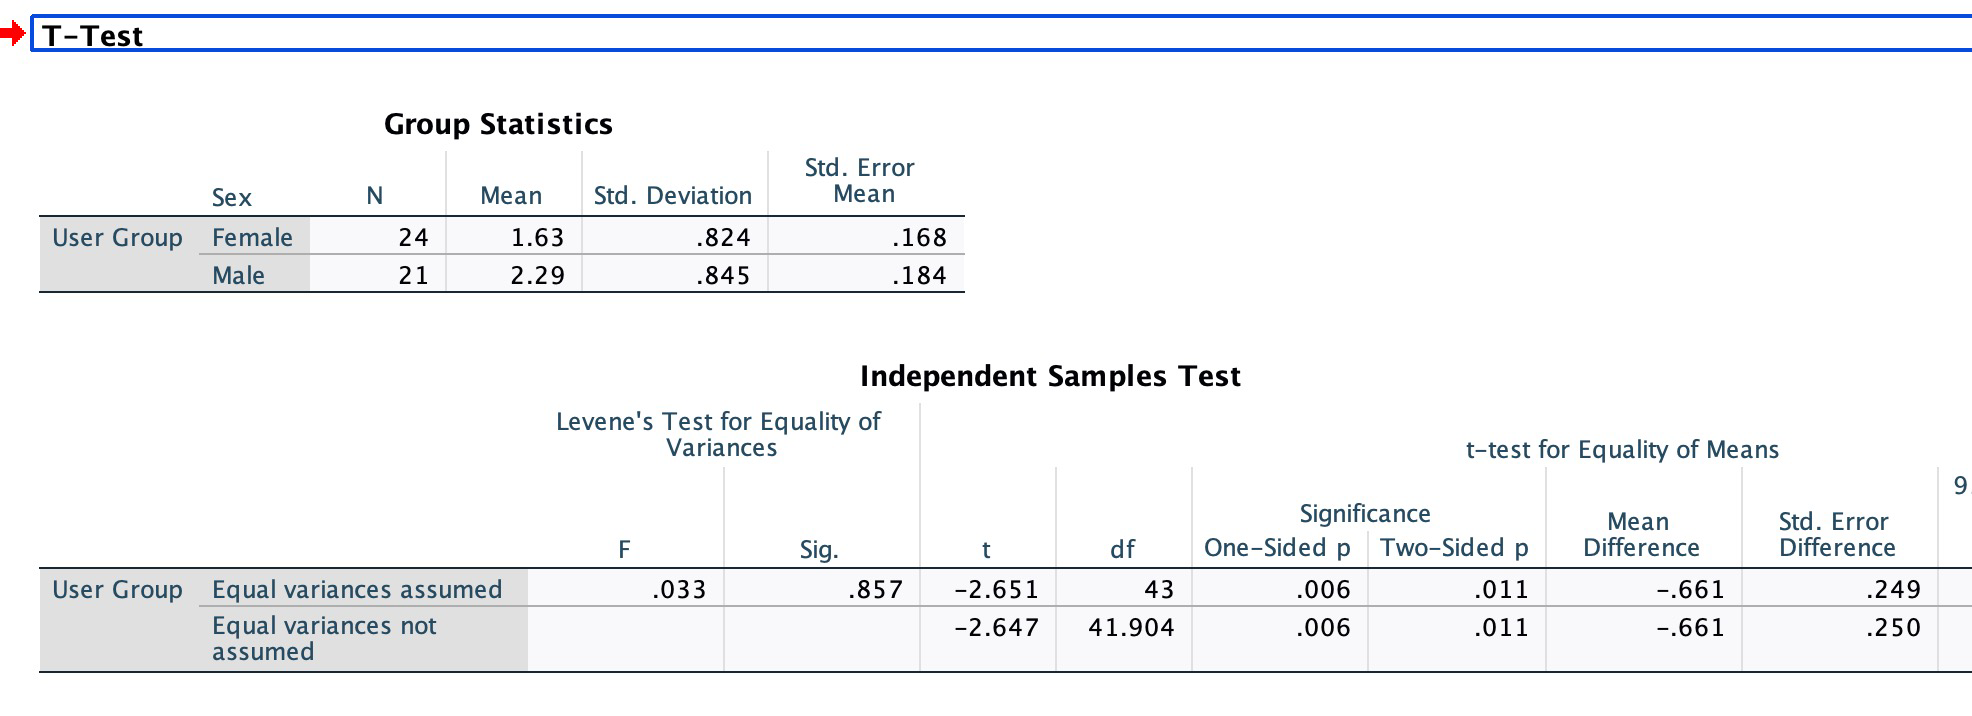 T-Test
Group Statistics
Sex N Mean Std. Deviation Std. Error Mean
User Group Female 24 1.63 .824 .168
Male 21 2.29 .845 .184
Independent Samples Test
Levene's Test for Equality of Variances
t-test for Equality of Means
9
Significance
F Sig. t df One-Sided p Two-Sided p Mean Difference Std. Error Difference
User Group Equal variances assumed .033 .857 -2.651 43 .006 .011 -.661 .249
Equal variances not assumed -2.647 41.904 .006 .011 -.661 .250